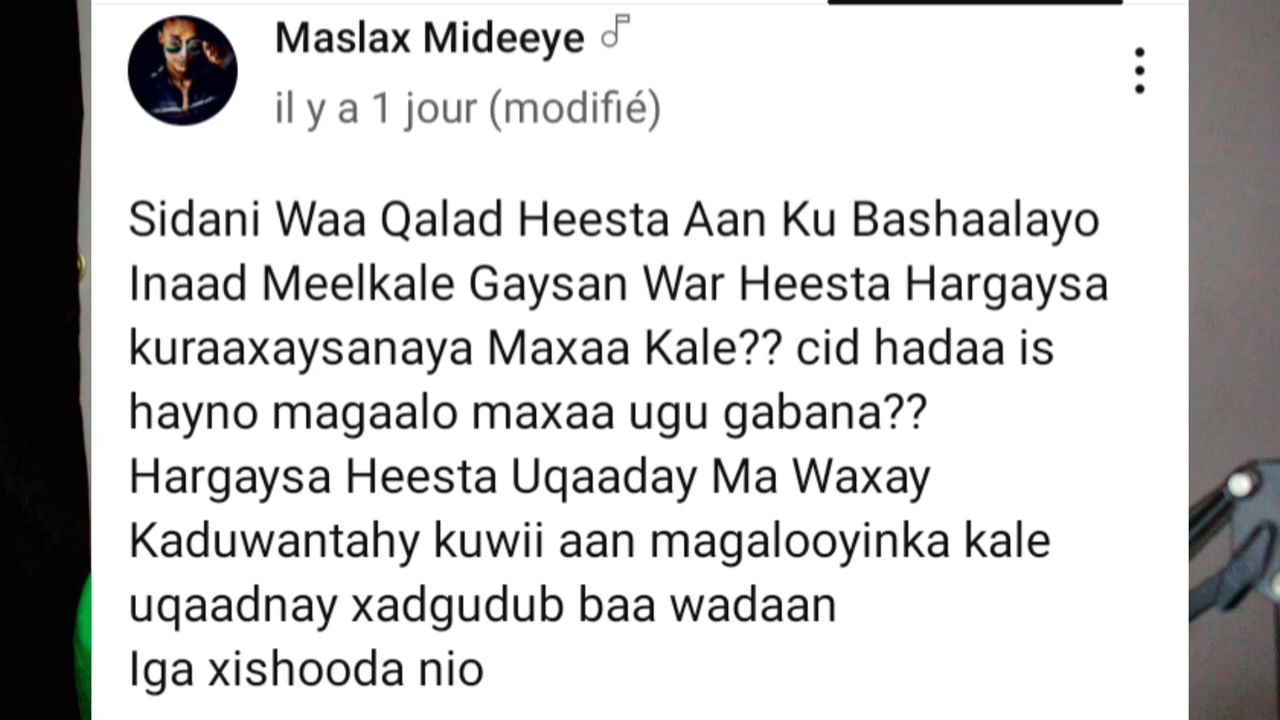 Maslax Mideeye
il y a 1 jour (modifié)
Sidani Waa Qalad Heesta Aan Ku Bashaalayo
Inaad Meelkale Gaysan War Heesta Hargaysa
kuraaxaysanaya Maxaa Kale?? cid hadaa is
hayno magaalo maxaa ugu gabana??
Hargaysa Heesta Uqaaday Ma Waxay
Kaduwantahy kuwii aan magalooyinka kale
uqaadnay xadgudub baa wadaan
Iga xishooda nio